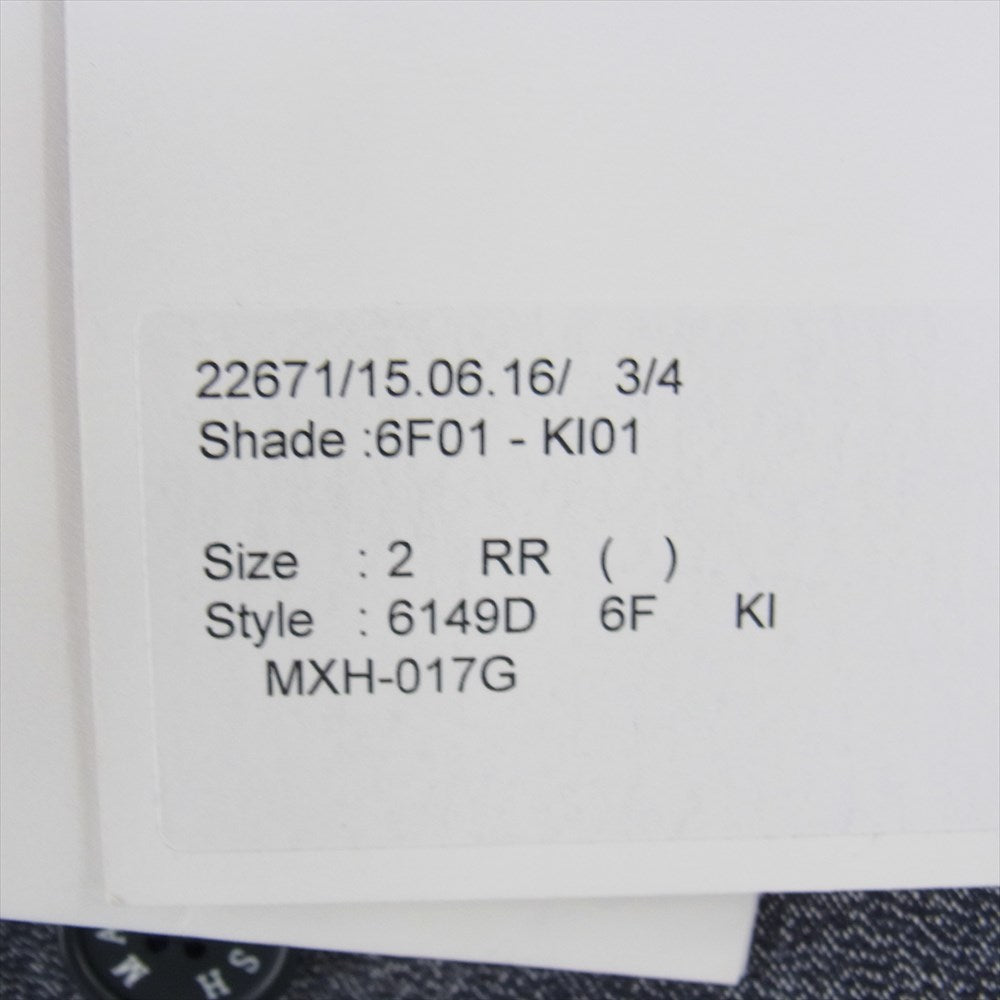 22671/15.06.16/ 3/4
Shade :6F01 - KI01
Size : 2 RR ( )
Style : 6149D 6F KI
MXH-017G